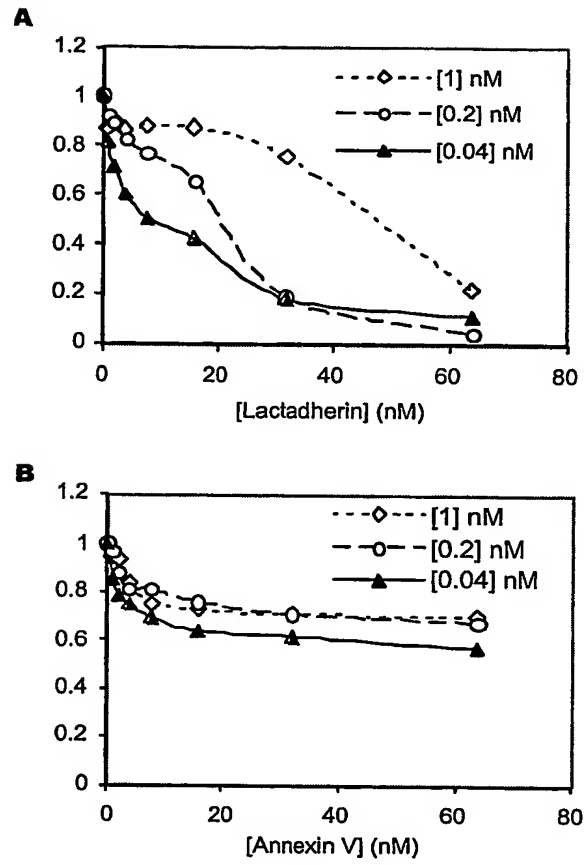 A
1.2
1
0.8
0.6
0.4
0.2
0
[1] nM
[0.2] nM
[0.04] nM
0 20 40 60 80
[Lactadherin] (nM)
B
1.2
1
0.8
0.6
0.4
0.2
0
[1] nM
[0.2] nM
[0.04] nM
0 20 40 60 80
[Annexin V] (nM)